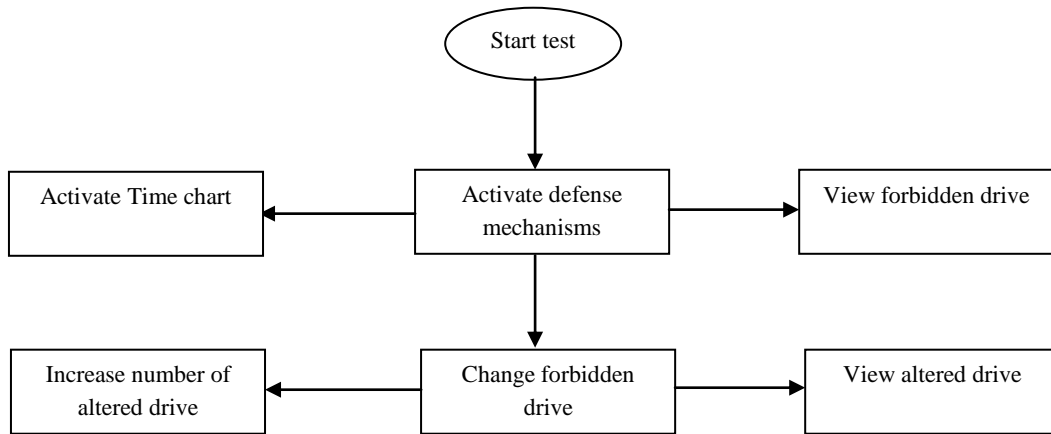 Start test
Activate Time chart
Activate defense
mechanisms
View forbidden drive
Increase number of
altered drive
Change forbidden
drive
View altered drive